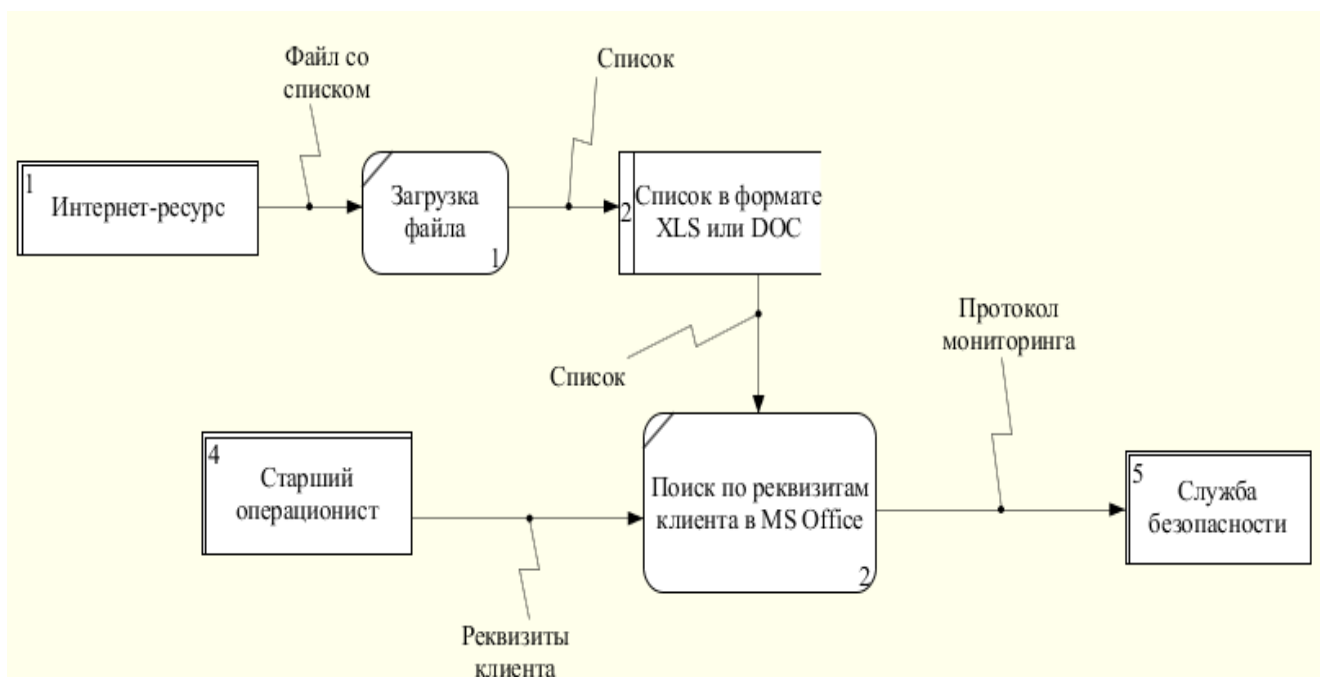 Файл со
списком
Список
1
Интернет-ресурс
Загрузка
файла
1
2
Список в формате
XLS или DOC
Список
Протокол
мониторинга
4
Старший
операционист
Поиск по реквизитам
клиента в MS Office
2
5
Служба
безопасности
Реквизиты
клиента